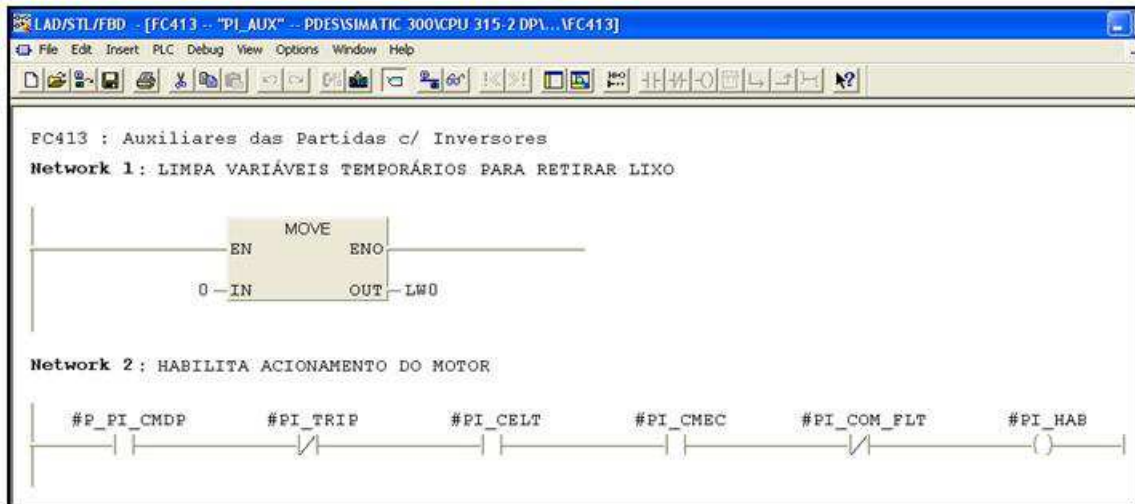 LAD/STL/FBD - [FC413 -- "PI_AUX" -- PDES\SIMATIC 300\CPU 315-2 DP\...\FC413]
File Edit Insert PLC Debug View Options Window Help
FC413 : Auxiliares das Partidas c/ Inversores
Network 1: LIMPA VARIÁVEIS TEMPORÁRIOS PARA RETIRAR LIXO
MOVE
EN ENO
0 IN OUT LW0
Network 2: HABILITA ACIONAMENTO DO MOTOR
#P_PI_CMDP #PI_TRIP #PI_CELT #PI_CMEC #PI_COM_FLT #PI_HAB